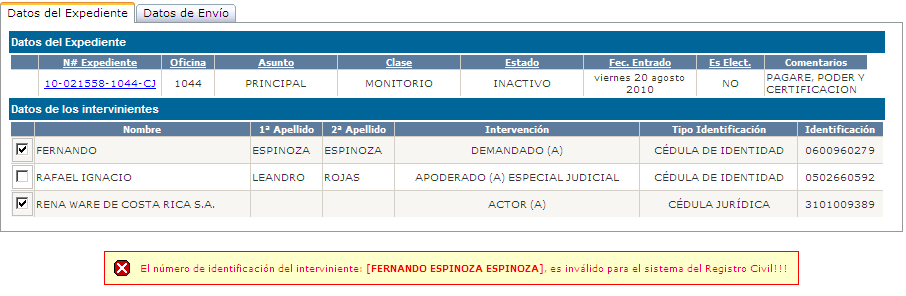 Datos del Expediente Datos de Envío
Datos del Expediente
N# Expediente Oficina Asunto Clase Estado Fec. Entrado Es Elect. Comentarios
10-021558-1044-CJ 1044 PRINCIPAL MONITORIO INACTIVO viernes 20 agosto 2010 NO PAGARE, PODER Y CERTIFICACION
Datos de los intervinientes
Nombre 1ª Apellido 2ª Apellido Intervención Tipo Identificación Identificación
FERNANDO ESPINOZA ESPINOZA DEMANDADO (A) CÉDULA DE IDENTIDAD 0600960279
RAFAEL IGNACIO LEANDRO ROJAS APODERADO (A) ESPECIAL JUDICIAL CÉDULA DE IDENTIDAD 0502660592
RENA WARE DE COSTA RICA S.A. ACTOR (A) CÉDULA JURÍDICA 3101009389
El número de identificación del interviniente: [FERNANDO ESPINOZA ESPINOZA], es inválido para el sistema del Registro Civil!!!